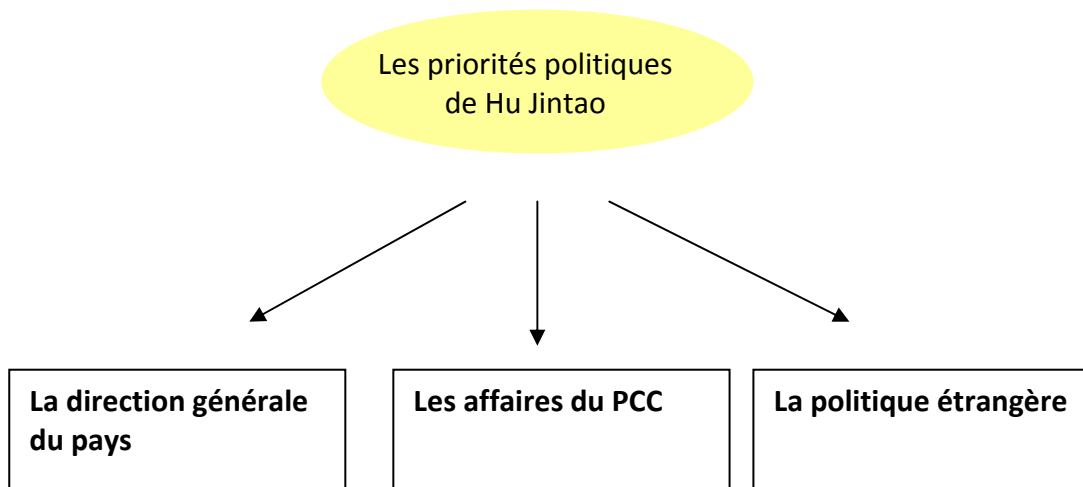 Les priorités politiques
de Hu Jintao
La direction générale
du pays
Les affaires du PCC
La politique étrangère